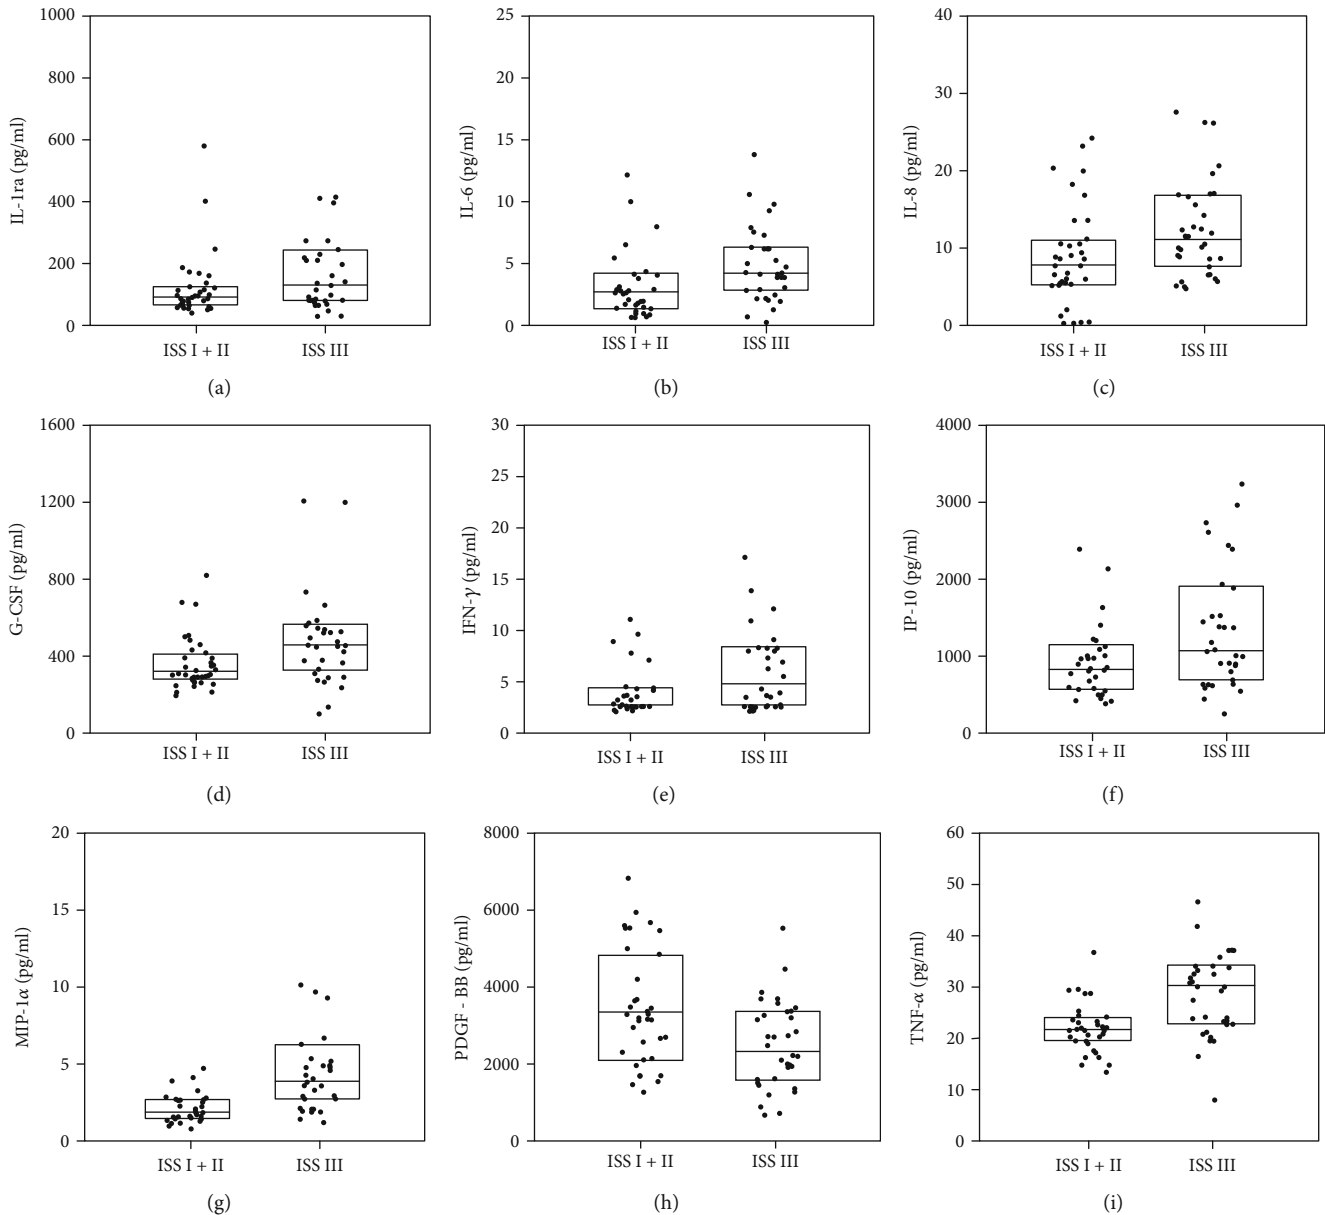 IL-1ra (pg/ml)
1000
800
600
400
200
0
ISS I + II
ISS III
(a)
IL-6 (pg/ml)
25
20
15
10
5
0
ISS I + II
ISS III
(b)
IL-8 (pg/ml)
40
30
20
10
0
ISS I + II
ISS III
(c)
G-CSF (pg/ml)
1600
1200
800
400
0
ISS I + II
ISS III
(d)
IFN-γ (pg/ml)
30
25
20
15
10
5
0
ISS I + II
ISS III
(e)
IP-10 (pg/ml)
4000
3000
2000
1000
0
ISS I + II
ISS III
(f)
MIP-1α (pg/ml)
20
15
10
5
0
ISS I + II
ISS III
(g)
PDGF - BB (pg/ml)
8000
6000
4000
2000
0
ISS I + II
ISS III
(h)
TNF-α (pg/ml)
60
50
40
30
20
10
0
ISS I + II
ISS III
(i)